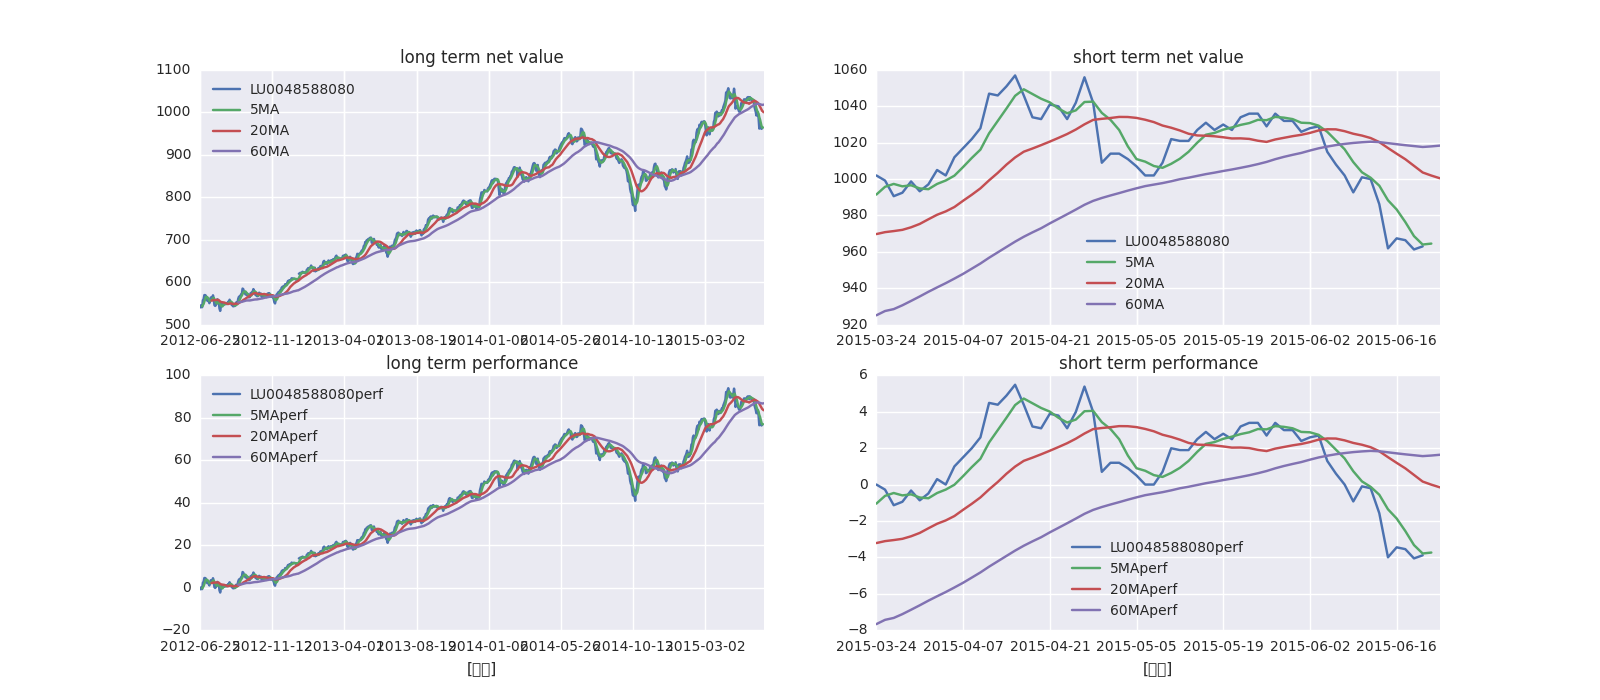 long term net value
1100
1000
900
800
700
600
500
LU0048588080
5MA
20MA
60MA
2012-06-25 2012-11-12 2013-04-01 2013-08-19 2014-01-06 2014-05-26 2014-10-13 2015-03-02
short term net value
1060
1040
1020
1000
980
960
940
920
LU0048588080
5MA
20MA
60MA
2015-03-24 2015-04-07 2015-04-21 2015-05-05 2015-05-19 2015-06-02 2015-06-16
long term performance
100
80
60
40
20
0
−20
LU0048588080perf
5MAperf
20MAperf
60MAperf
2012-06-25 2012-11-12 2013-04-01 2013-08-19 2014-01-06 2014-05-26 2014-10-13 2015-03-02
short term performance
6
4
2
0
−2
−4
−6
−8
LU0048588080perf
5MAperf
20MAperf
60MAperf
2015-03-24 2015-04-07 2015-04-21 2015-05-05 2015-05-19 2015-06-02 2015-06-16